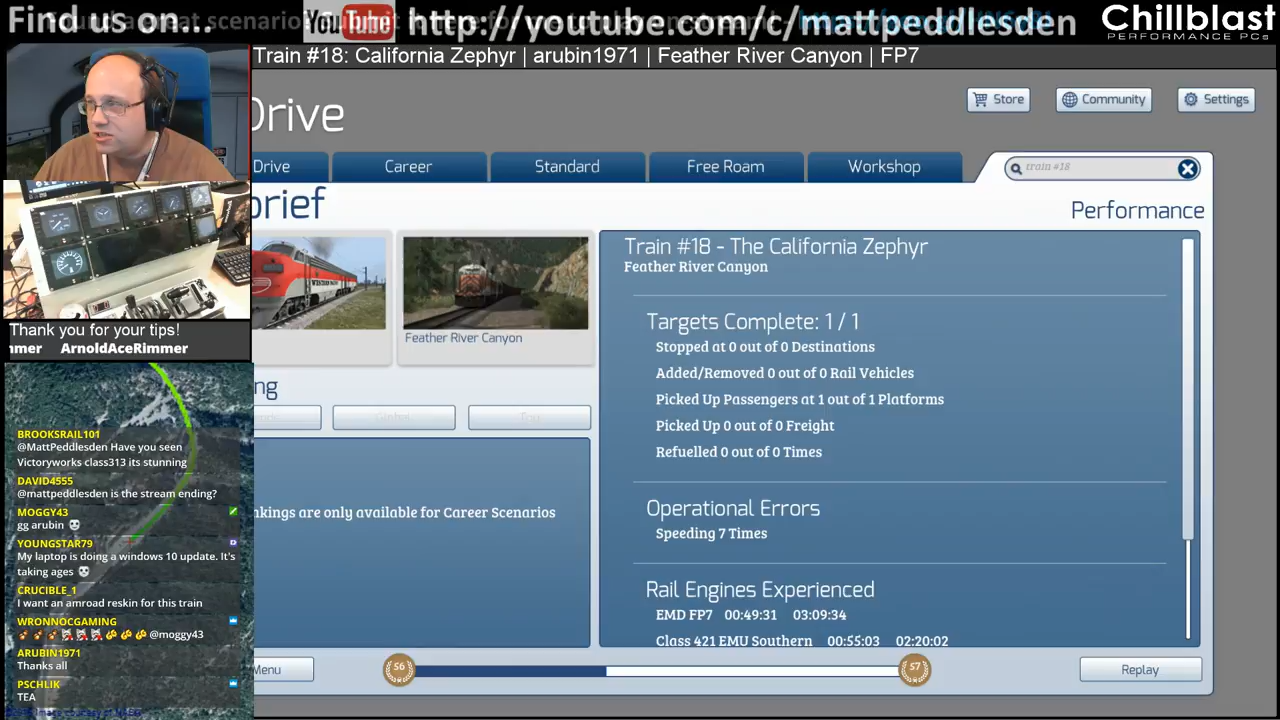 Find us on...
You Tube
http://youtube.com/c/mattpeddlesden
Chillblast
PERFORMANCE PCs
Train #18: California Zephyr | arubin1971 | Feather River Canyon | FP7
Drive
Store
Community
Settings
Drive
Career
Standard
Free Roam
Workshop
train #18
brief
Performance
WESTERN
Feather River Canyon
Train #18 - The California Zephyr
Feather River Canyon
Targets Complete: 1 / 1
Stopped at 0 out of 0 Destinations
Added/Removed 0 out of 0 Rail Vehicles
Picked Up Passengers at 1 out of 1 Platforms
Picked Up 0 out of 0 Freight
Refuelled 0 out of 0 Times
Operational Errors
Speeding 7 Times
Rail Engines Experienced
EMD FP7 00:49:31 03:09:34
Class 421 EMU Southern 00:55:03 02:20:02
ng
Global
Top
nkings are only available for Career Scenarios
Menu
56
57
Replay
Thank you for your tips!
mmer ArnoldAceRimmer
BROOKSRAIL101
@MattPeddlesden Have you seen
Victoryworks class313 its stunning
DAVID4555
@mattpeddlesden is the stream ending?
MOGGY43
gg arubin
YOUNGSTAR79
My laptop is doing a windows 10 update. It's
taking ages
CRUCIBLE_1
I want an amroad reskin for this train
WRONNOCGAMING
@moggy43
ARUBIN1971
Thanks all
PSCHLIK
TEA